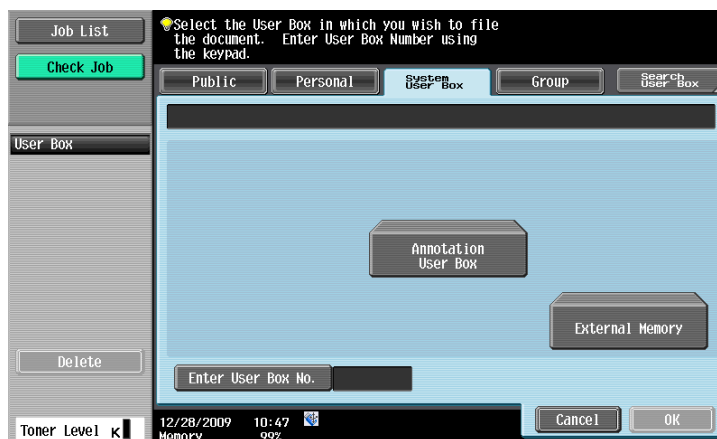 Job List
Check Job
Select the User Box in which you wish to file
the document. Enter User Box Number using
the keypad.
Public
Personal
System
User Box
Group
Search
User Box
User Box
Annotation
User Box
External Memory
Delete
Enter User Box No.
Toner Level K
12/28/2009 10:47
Memory 99%
Cancel
OK